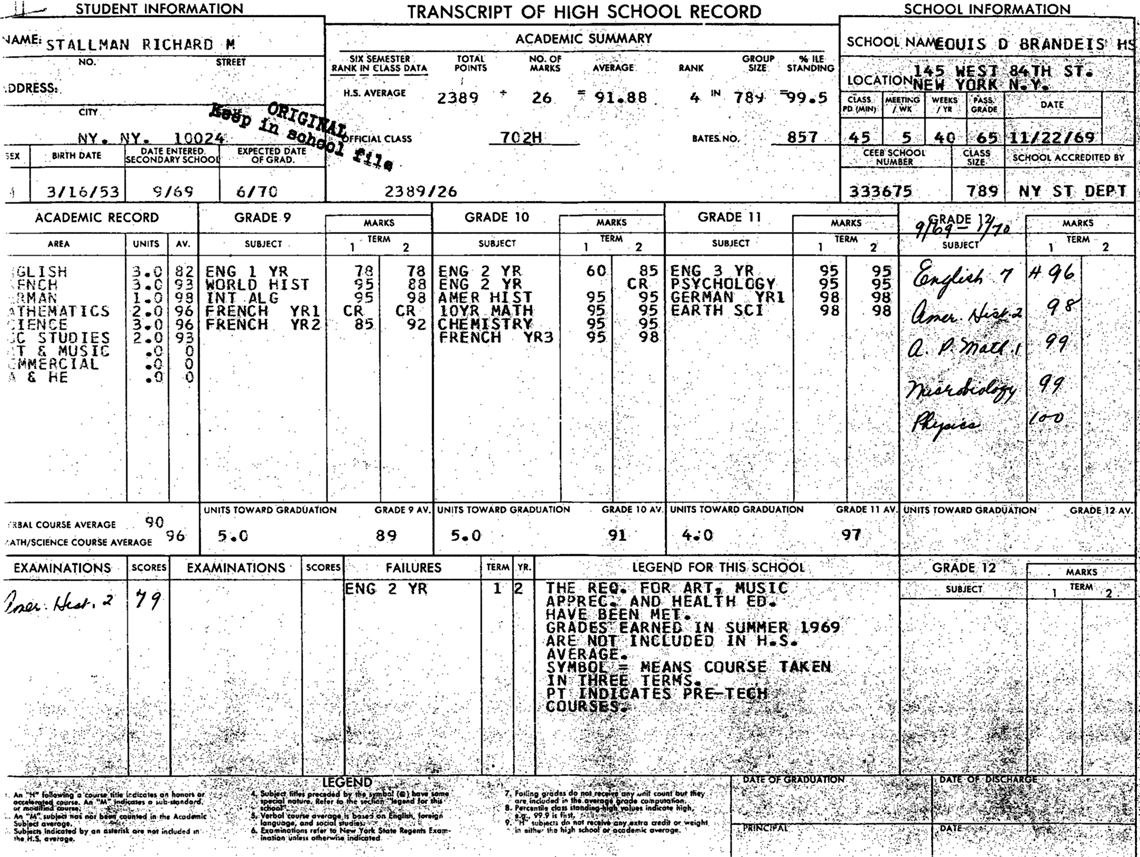 STUDENT INFORMATION
TRANSCRIPT OF HIGH SCHOOL RECORD
SCHOOL INFORMATION
NAME: STALLMAN RICHARD M
NO. STREET
ADDRESS:
CITY
NY. NY. 10024
ORIGINAL
Keep in school file
SEX BIRTH DATE DATE ENTERED SECONDARY SCHOOL EXPECTED DATE OF GRAD.
3/16/53 9/69 6/70
ACADEMIC SUMMARY
SIX SEMESTER RANK IN CLASS DATA TOTAL POINTS NO. OF MARKS AVERAGE RANK GROUP SIZE % ILE STANDING
H.S. AVERAGE 2389 ÷ 26 = 91.88 4 IN 789 =99.5
OFFICIAL CLASS 702H BATES. NO. 857
2389/26
SCHOOL NAME OUIS D BRANDEIS HS
LOCATION 145 WEST 84TH ST.
NEW YORK N.Y.
CLASS PD (MIN) MEETING / WK WEEKS / YR PASS. GRADE DATE
45 5 40 65 11/22/69
CEEB SCHOOL NUMBER CLASS SIZE SCHOOL ACCREDITED BY
333675 789 NY ST DEPT
ACADEMIC RECORD
AREA UNITS AV.
GLISH 3.0 82
ENCH 3.0 93
RMAN 1.0 98
ATHEMATICS 2.0 96
IENCE 3.0 96
C STUDIES 2.0 93
T & MUSIC .0 0
MMERCIAL .0 0
A & HE .0 0
GRADE 9 MARKS
SUBJECT 1 TERM 2
ENG 1 YR 78 78
WORLD HIST 95 88
INT ALG 95 98
FRENCH YR1 CR CR
FRENCH YR2 85 92
GRADE 10 MARKS
SUBJECT 1 TERM 2
ENG 2 YR 60 85
ENG 2 YR CR
AMER HIST 95 95
10YR MATH 95 95
CHEMISTRY 95 95
FRENCH YR3 95 98
GRADE 11 MARKS
SUBJECT 1 TERM 2
ENG 3 YR 95 95
PSYCHOLOGY 95 95
GERMAN YR1 98 98
EARTH SCI 98 98
GRADE 12 MARKS
9/69 - 1/70
SUBJECT 1 TERM 2
English 7 H 96
Amer. Hist. 2 98
A. P. Math. 1 99
Microbiology 99
Physics 100
RBAL COURSE AVERAGE 90
ATH/SCIENCE COURSE AVERAGE 96
UNITS TOWARD GRADUATION GRADE 9 AV.
5.0 89
UNITS TOWARD GRADUATION GRADE 10 AV.
5.0 91
UNITS TOWARD GRADUATION GRADE 11 AV.
4.0 97
UNITS TOWARD GRADUATION GRADE 12 AV.
EXAMINATIONS SCORES EXAMINATIONS SCORES
Amer. Hist. 2 79
FAILURES TERM YR.
ENG 2 YR 1 2
LEGEND FOR THIS SCHOOL
THE REQ. FOR ART, MUSIC
APPREC. AND HEALTH ED.
HAVE BEEN MET.
GRADES EARNED IN SUMMER 1969
ARE NOT INCLUDED IN H.S.
AVERAGE.
SYMBOL = MEANS COURSE TAKEN
IN THREE TERMS.
PT INDICATES PRE-TECH
COURSES.
GRADE 12 MARKS
SUBJECT 1 TERM 2
LEGEND
An "H" following a course title indicates an honors or
accelerated course. An "M" indicates a sub-standard,
or modified course.
An "M" subject has not been counted in the Academic
Subject average.
Subjects indicated by an asterisk are not included in
the H.S. average.
4. Subject titles preceded by the symbol (@) have some
special nature. Refer to the section "legend for this
school"
5. Verbal course average is based on English, foreign
language, and social studies.
6. Examinations refer to New York State Regents Exam-
ination unless otherwise indicated.
7. Failing grades do not receive any unit count but they
are included in the average grade computation.
8. Percentile class standing-high values indicate high,
e.g., 99.9 is first.
9. "H" subjects do not receive any extra credit or weight
in either the high school or academic average.
DATE OF GRADUATION DATE OF DISCHARGE
PRINCIPAL DATE